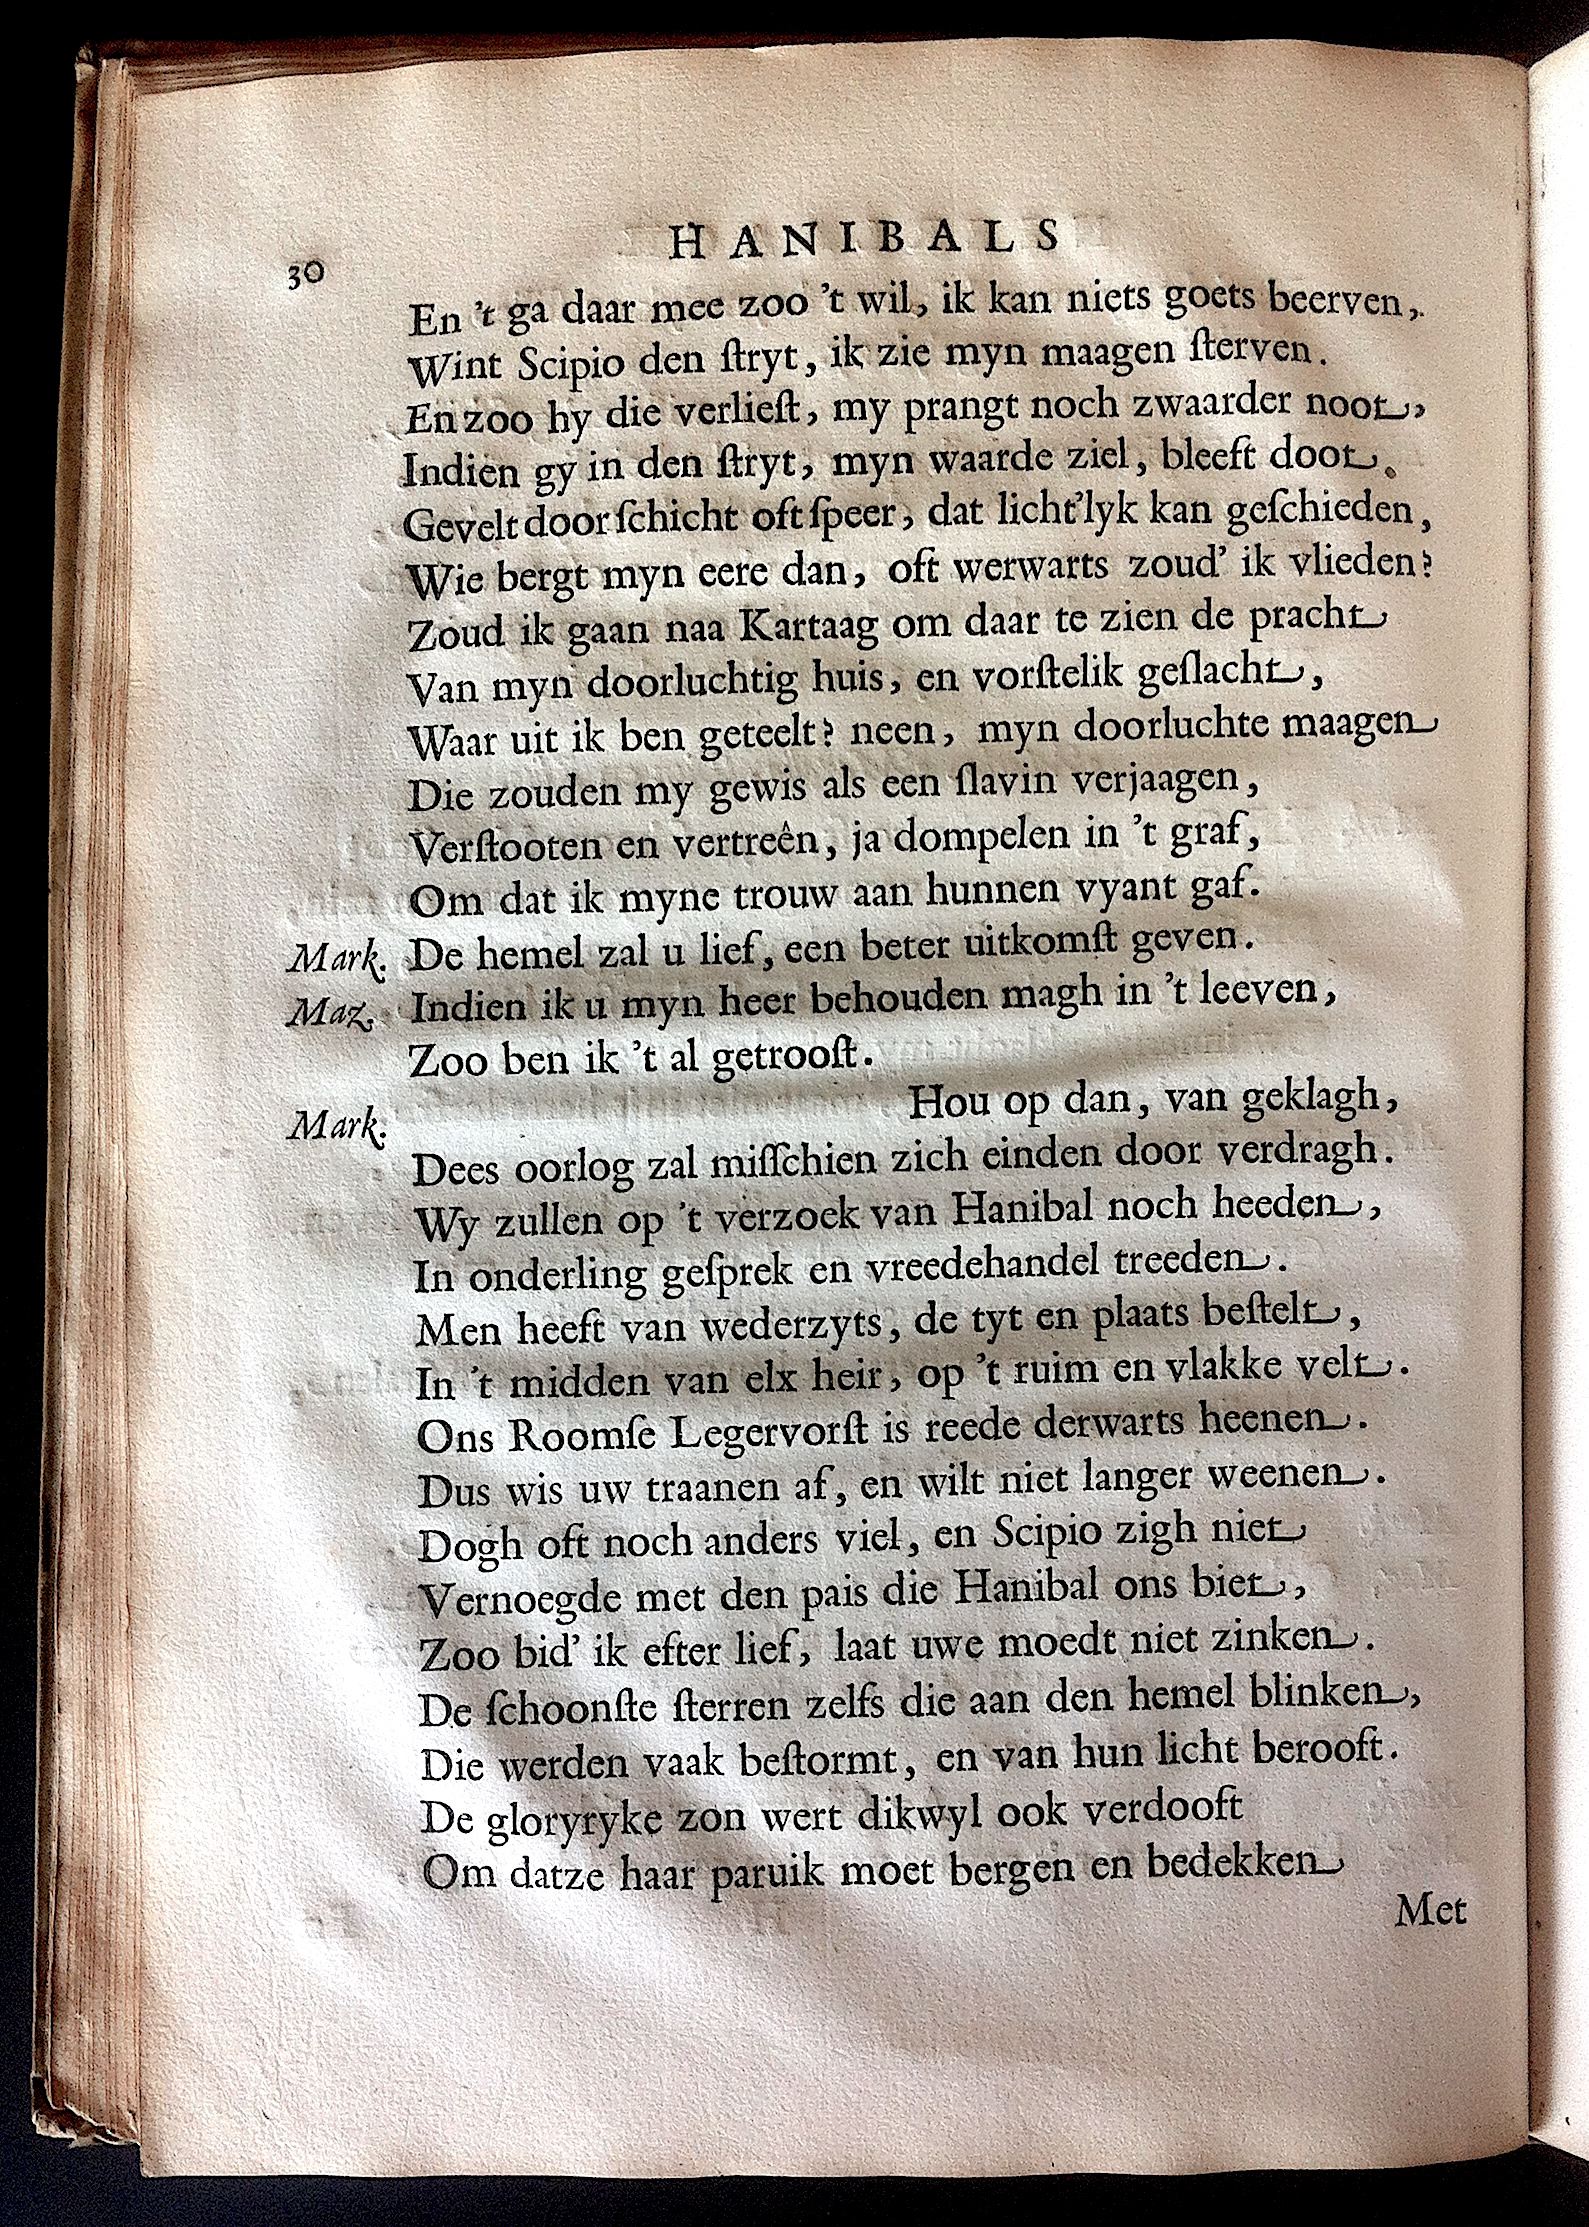 HANIBALS
30
En 't ga daar mee zoo 't wil, ik kan niets goets beerven,
Wint Scipio den ſtryt, ik zie myn maagen ſterven.
En zoo hy die verlieſt, my prangt noch zwaarder noot,
Indien gy in den ſtryt, myn waarde ziel, bleeft doot.
Gevelt door ſchicht oft ſpeer, dat licht'lyk kan geſchieden,
Wie bergt myn eere dan, oft werwarts zoud' ik vlieden?
Zoud ik gaan naa Kartaag om daar te zien de pracht
Van myn doorluchtig huis, en vorſtelik geſlacht,
Waar uit ik ben geteelt? neen, myn doorluchte maagen
Die zouden my gewis als een ſlavin verjaagen,
Verſtooten en vertreên, ja dompelen in 't graf,
Om dat ik myne trouw aan hunnen vyant gaf.
Mark. De hemel zal u lief, een beter uitkomſt geven.
Maz. Indien ik u myn heer behouden magh in 't leeven,
Zoo ben ik 't al getrooſt.
Mark. Hou op dan, van geklagh,
Dees oorlog zal miſſchien zich einden door verdragh.
Wy zullen op 't verzoek van Hanibal noch heeden,
In onderling geſprek en vreedehandel treeden.
Men heeft van wederzyts, de tyt en plaats beſtelt,
In 't midden van elx heir, op 't ruim en vlakke velt.
Ons Roomſe Legervorſt is reede derwarts heenen.
Dus wis uw traanen af, en wilt niet langer weenen.
Dogh oft noch anders viel, en Scipio zigh niet
Vernoegde met den pais die Hanibal ons biet,
Zoo bid' ik efter lief, laat uwe moedt niet zinken.
De ſchoonſte ſterren zelfs die aan den hemel blinken,
Die werden vaak beſtormt, en van hun licht berooft.
De gloryryke zon wert dikwyl ook verdooft
Om datze haar paruik moet bergen en bedekken
Met